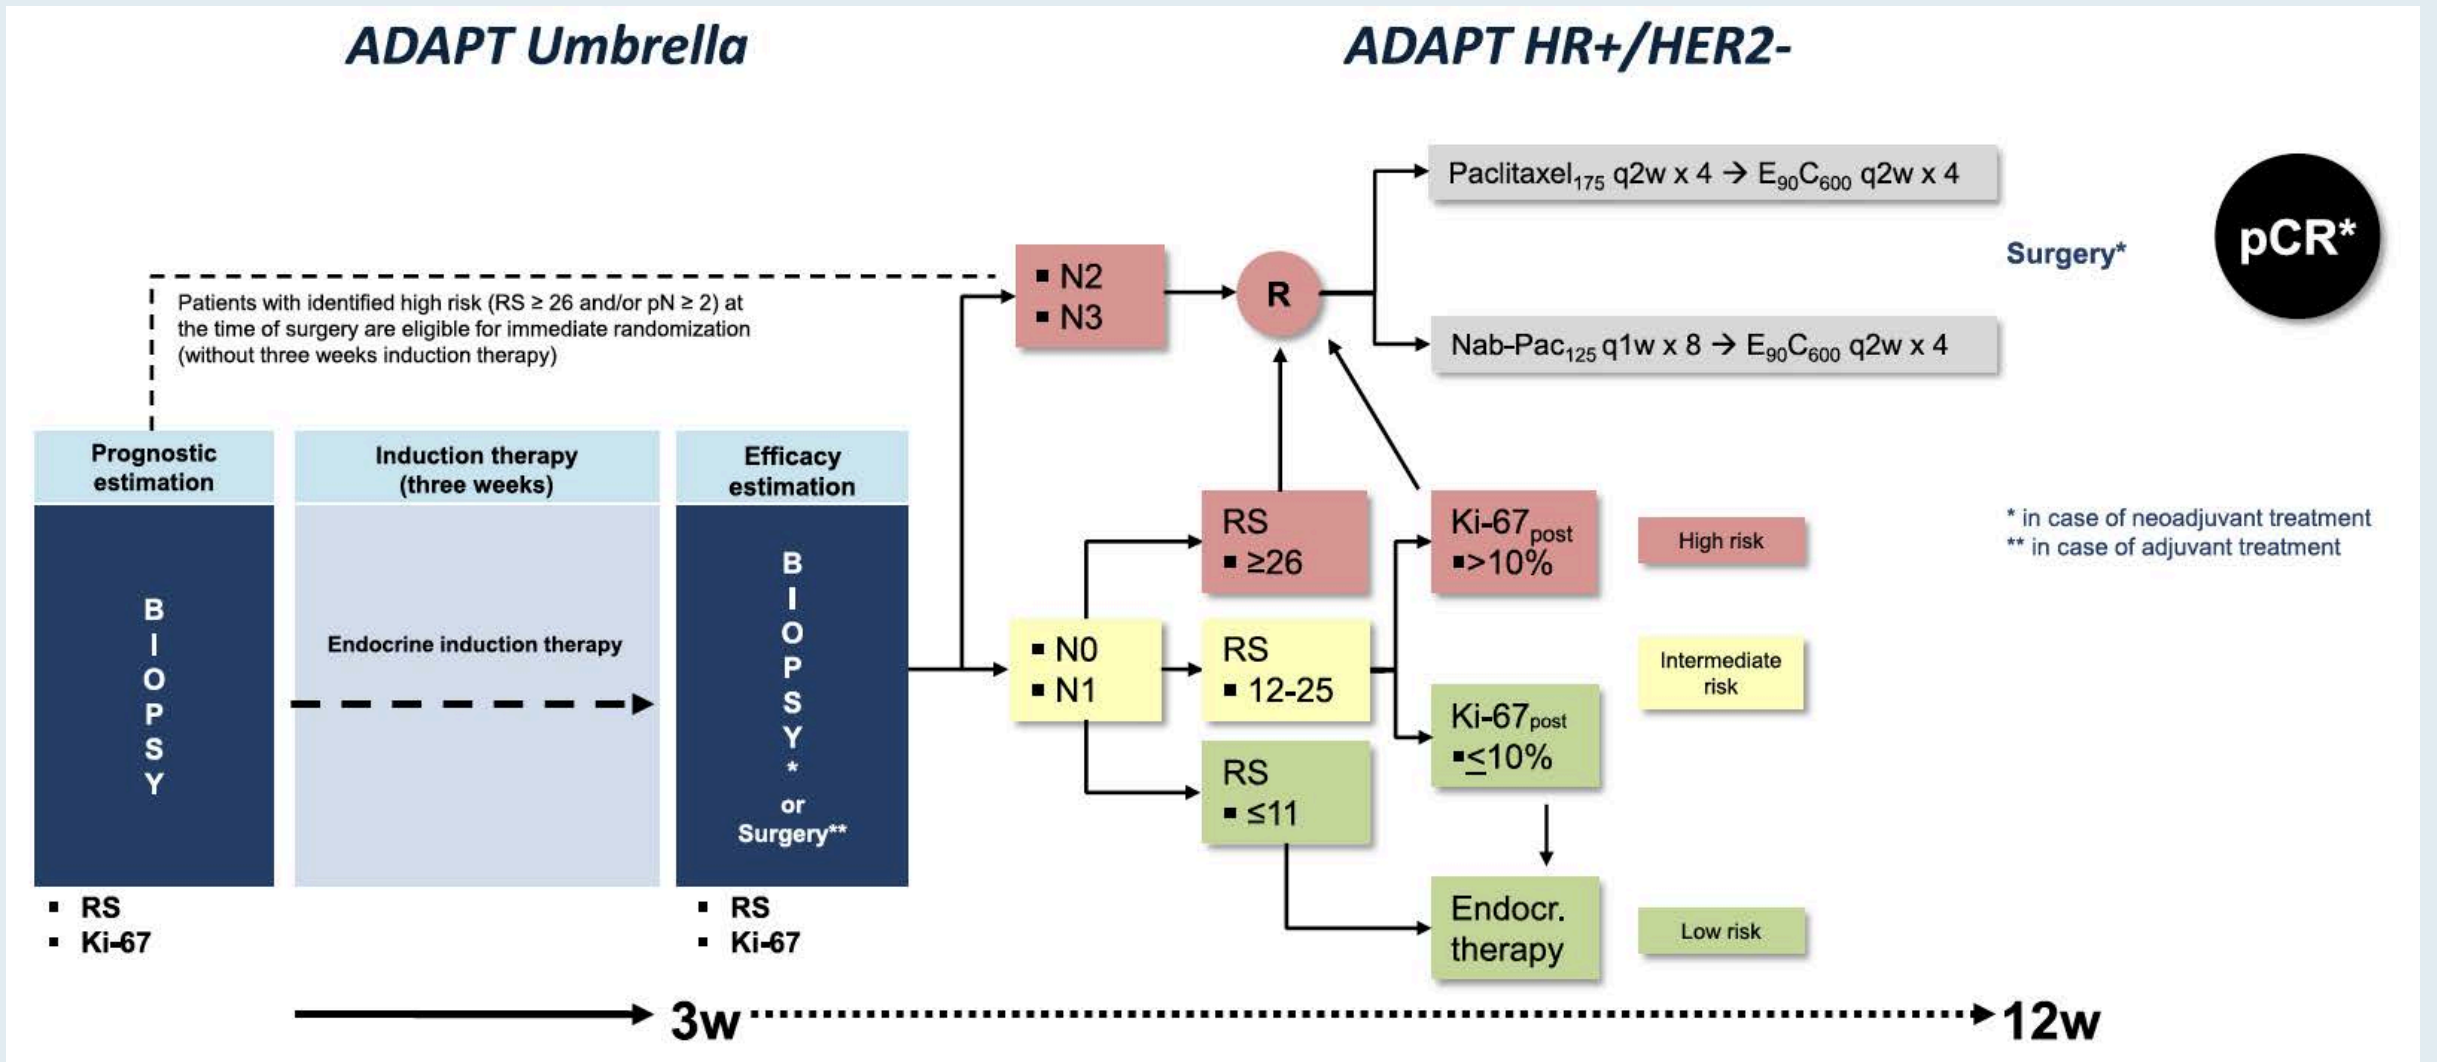 ADAPT Umbrella
ADAPT HR+/HER2-
Paclitaxel175 q2w x 4 → E90C600 q2w x 4
pCR*
Surgery*
▪ N2
▪ N3
R
Nab-Pac125 q1w x 8 → E90C600 q2w x 4
Patients with identified high risk (RS ≥ 26 and/or pN ≥ 2) at
the time of surgery are eligible for immediate randomization
(without three weeks induction therapy)
Prognostic
estimation
Induction therapy
(three weeks)
Efficacy
estimation
B
I
O
P
S
Y
Endocrine induction therapy
B
I
O
P
S
Y
*
or
Surgery**
▪ RS
▪ Ki-67
▪ RS
▪ Ki-67
▪ N0
▪ N1
RS
▪ ≥26
RS
▪ 12-25
RS
▪ ≤11
Ki-67post
▪>10%
Ki-67post
▪≤10%
Endocr.
therapy
High risk
Intermediate
risk
Low risk
* in case of neoadjuvant treatment
** in case of adjuvant treatment
3w
12w